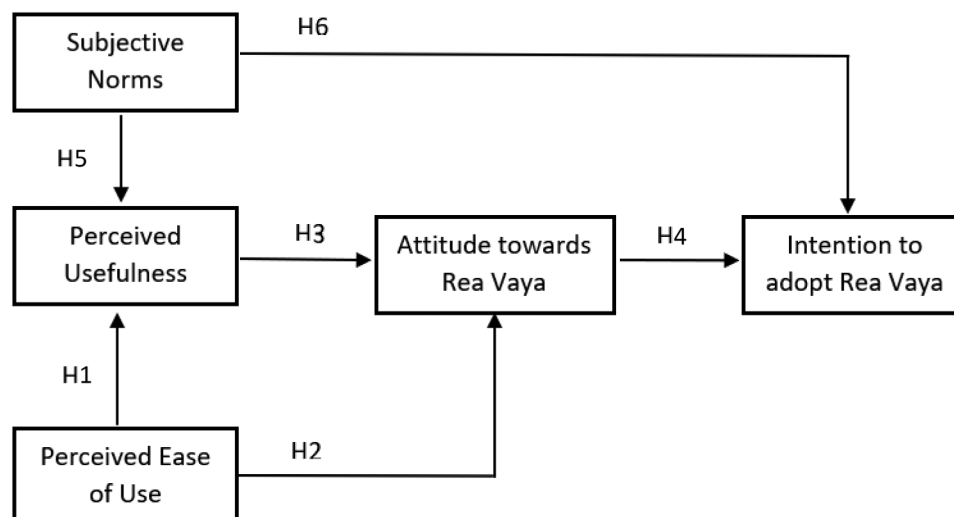 Subjective
Norms
H6
H5
Perceived
Usefulness
H3
Attitude towards
Rea Vaya
H4
Intention to
adopt Rea Vaya
H1
Perceived Ease
of Use
H2